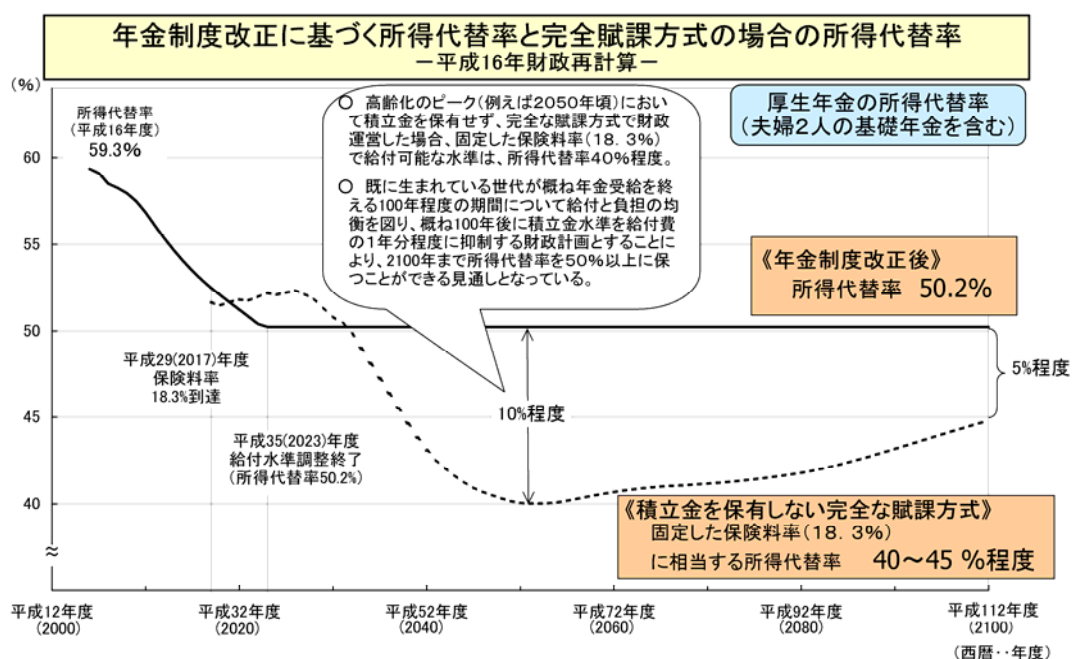 年金制度改正に基づく所得代替率と完全賦課方式の場合の所得代替率
－平成16年財政再計算－
(%)
所得代替率
(平成16年度)
59.3%
○ 高齢化のピーク(例えば2050年頃)におい
て積立金を保有せず、完全な賦課方式で財政
運営した場合、固定した保険料率(18．3%)
で給付可能な水準は、所得代替率40%程度。
○ 既に生まれている世代が概ね年金受給を終
える100年程度の期間について給付と負担の均
衡を図り、概ね100年後に積立金水準を給付費
の1年分程度に抑制する財政計画とすることに
より、2100年まで所得代替率を50%以上に保
つことができる見通しとなっている。
厚生年金の所得代替率
(夫婦2人の基礎年金を含む)
60
55
50
45
40
≈
《年金制度改正後》
所得代替率 50.2%
平成29(2017)年度
保険料率
18.3%到達
平成35(2023)年度
給付水準調整終了
(所得代替率50.2%)
10%程度
5%程度
《積立金を保有しない完全な賦課方式》
固定した保険料率(18．3%)
に相当する所得代替率 40～45 %程度
平成12年度
(2000)
平成32年度
(2020)
平成52年度
(2040)
平成72年度
(2060)
平成92年度
(2080)
平成112年度
(2100)
(西暦‥年度)